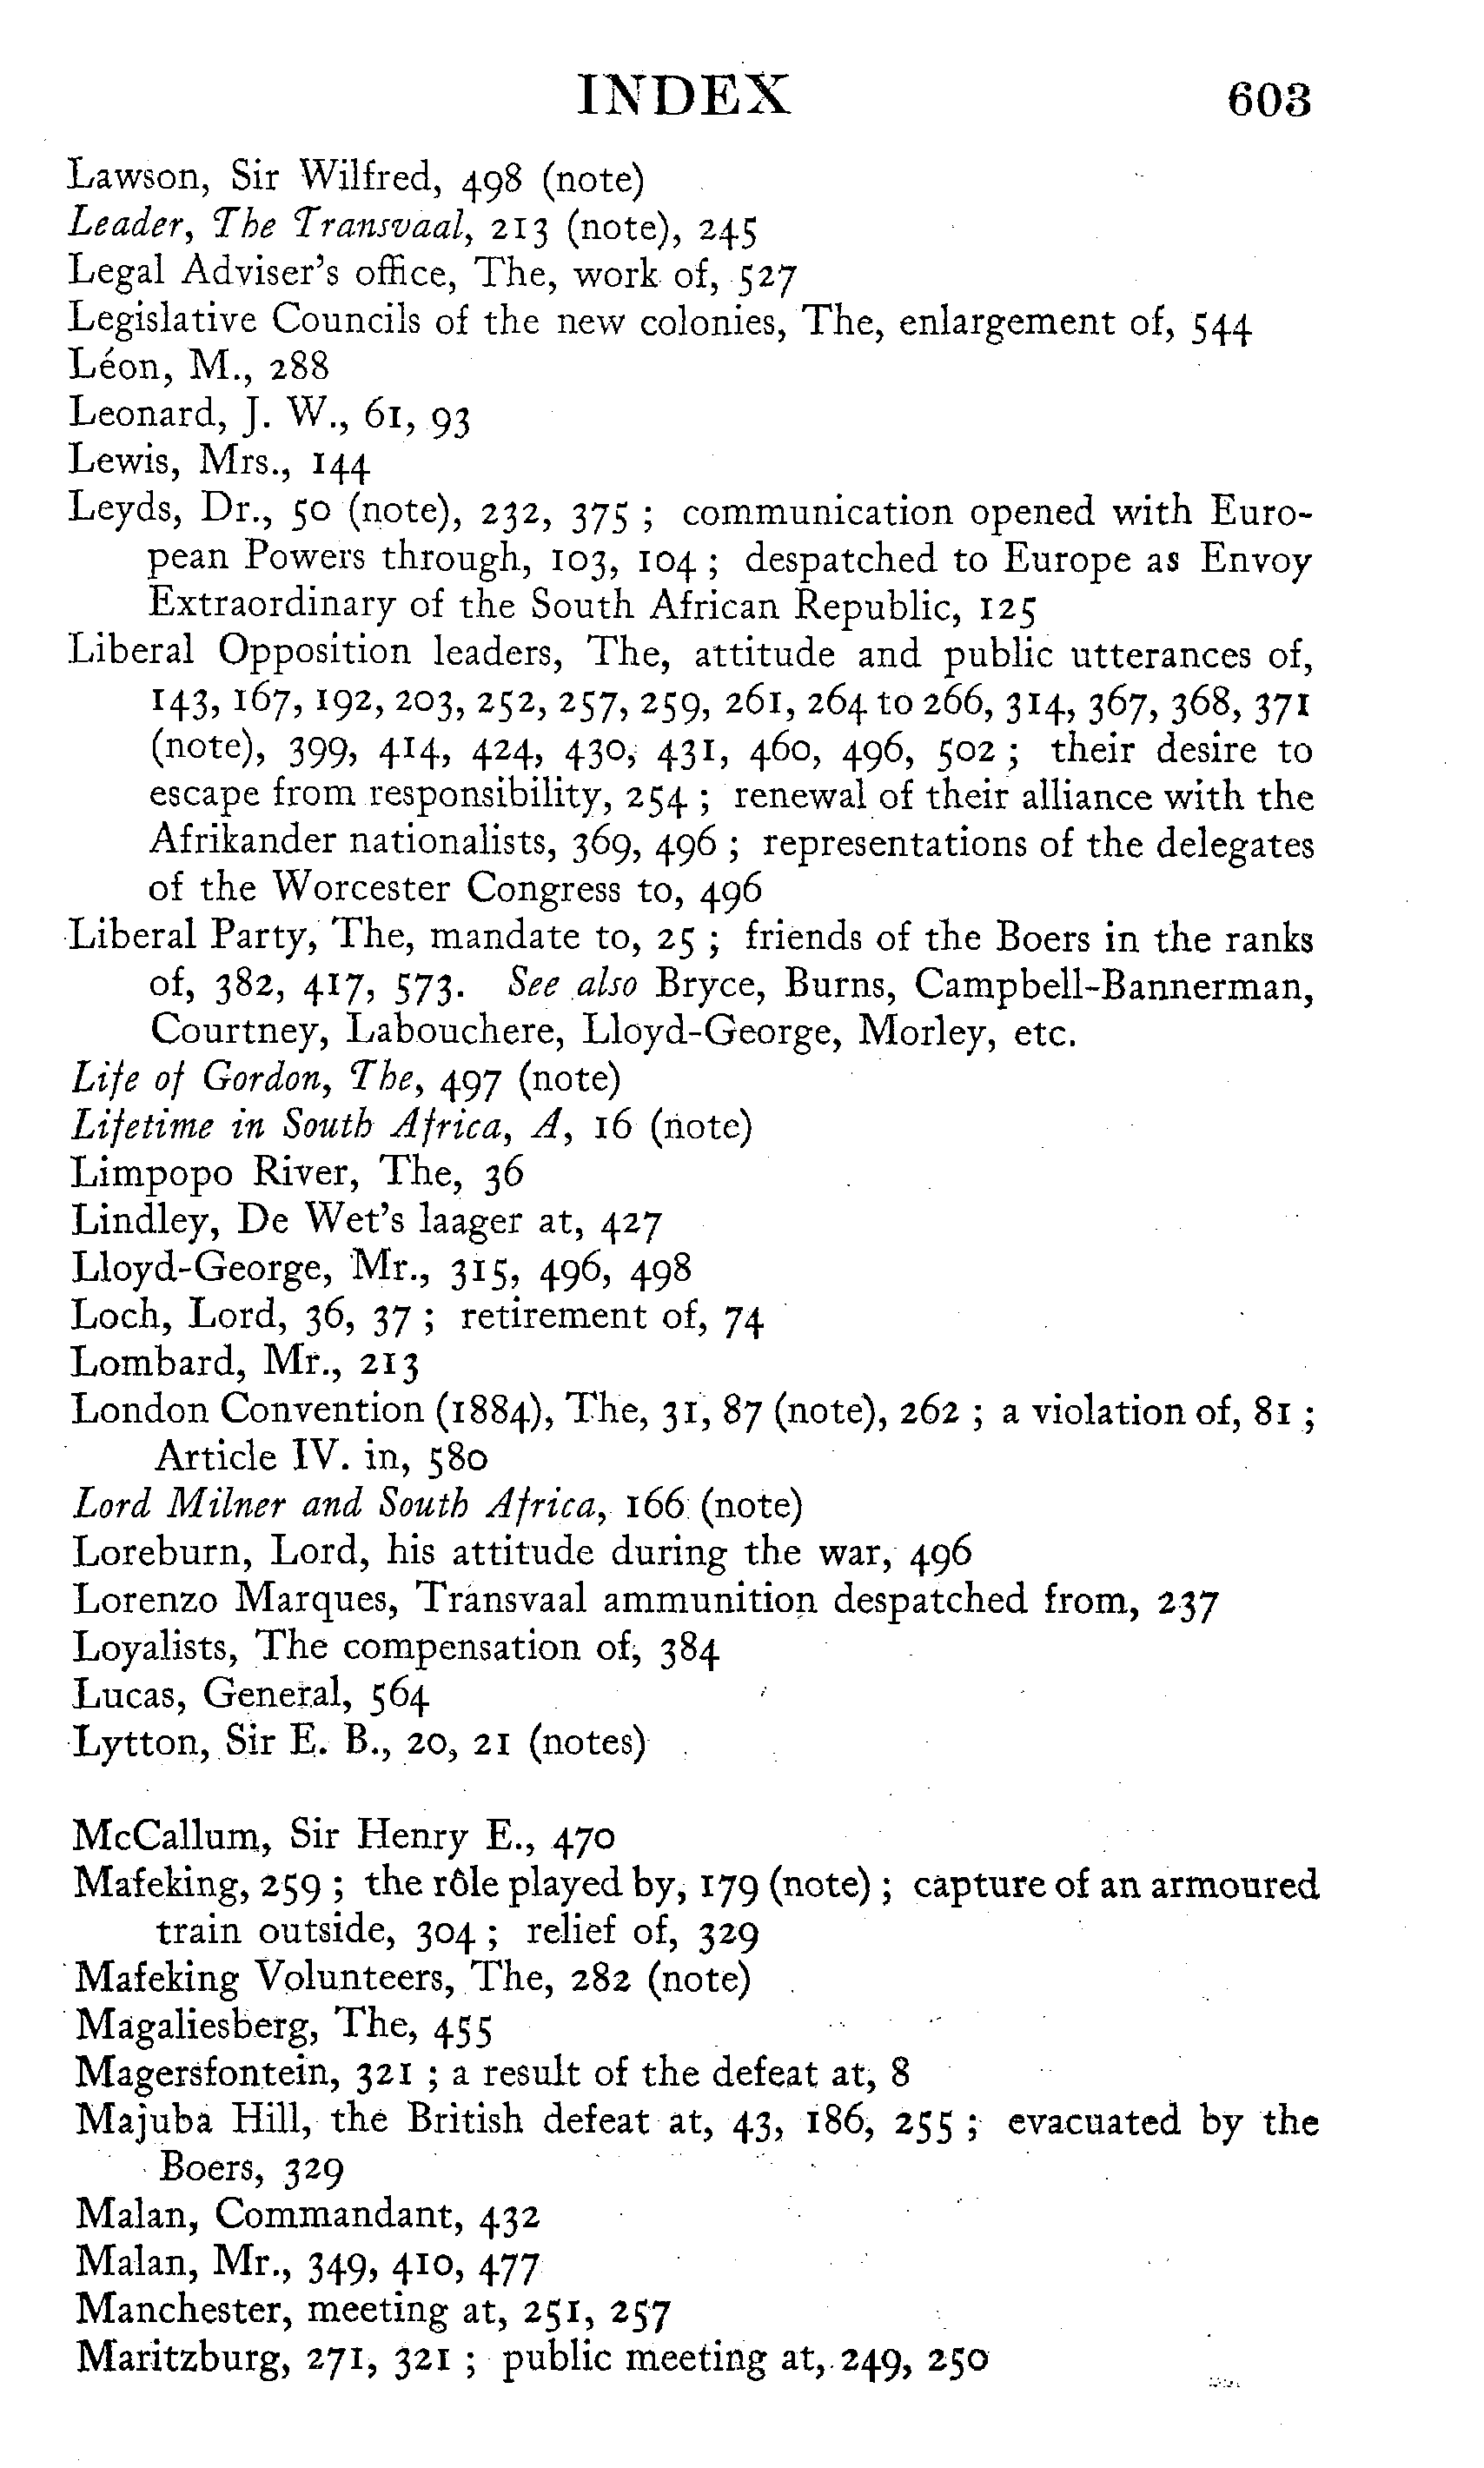 INDEX 603
Lawson, Sir Wilfred, 498 (note)
Leader, The Transvaal, 213 (note), 245
Legal Adviser's office, The, work of, 527
Legislative Councils of the new colonies, The, enlargement of, 544
Léon, M., 288
Leonard, J. W., 61, 93
Lewis, Mrs., 144
Leyds, Dr., 50 (note), 232, 375 ; communication opened with Euro-
pean Powers through, 103, 104 ; despatched to Europe as Envoy
Extraordinary of the South African Republic, 125
Liberal Opposition leaders, The, attitude and public utterances of,
143, 167, 192, 203, 252, 257, 259, 261, 264 to 266, 314, 367, 368, 371
(note), 399, 414, 424, 430, 431, 460, 496, 502 ; their desire to
escape from responsibility, 254 ; renewal of their alliance with the
Afrikander nationalists, 369, 496 ; representations of the delegates
of the Worcester Congress to, 496
Liberal Party, The, mandate to, 25 ; friends of the Boers in the ranks
of, 382, 417, 573. See also Bryce, Burns, Campbell-Bannerman,
Courtney, Labouchere, Lloyd-George, Morley, etc.
Life of Gordon, The, 497 (note)
Lifetime in South Africa, A, 16 (note)
Limpopo River, The, 36
Lindley, De Wet's laager at, 427
Lloyd-George, Mr., 315, 496, 498
Loch, Lord, 36, 37 ; retirement of, 74
Lombard, Mr., 213
London Convention (1884), The, 31, 87 (note), 262 ; a violation of, 81 ;
Article IV. in, 580
Lord Milner and South Africa, 166 (note)
Loreburn, Lord, his attitude during the war, 496
Lorenzo Marques, Transvaal ammunition despatched from, 237
Loyalists, The compensation of, 384
Lucas, General, 564
Lytton, Sir E. B., 20, 21 (notes)
McCallum, Sir Henry E., 470
Mafeking, 259 ; the rôle played by, 179 (note) ; capture of an armoured
train outside, 304 ; relief of, 329
Mafeking Volunteers, The, 282 (note)
Magaliesberg, The, 455
Magersfontein, 321 ; a result of the defeat at, 8
Majuba Hill, the British defeat at, 43, 186, 255 ; evacuated by the
Boers, 329
Malan, Commandant, 432
Malan, Mr., 349, 410, 477
Manchester, meeting at, 251, 257
Maritzburg, 271, 321 ; public meeting at, 249, 250